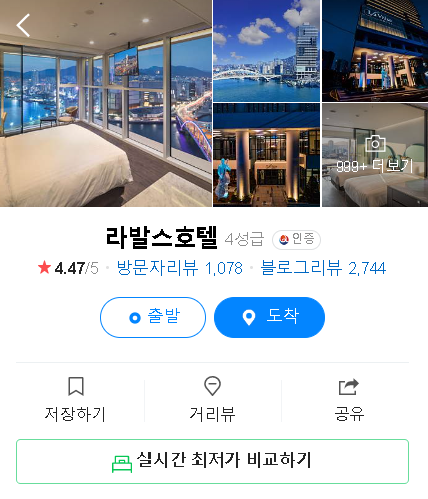 999+ 더보기
라발스호텔 4성급 인증
★ 4.47/5 · 방문자리뷰 1,078 · 블로그리뷰 2,744
출발 도착
저장하기 거리뷰 공유
실시간 최저가 비교하기